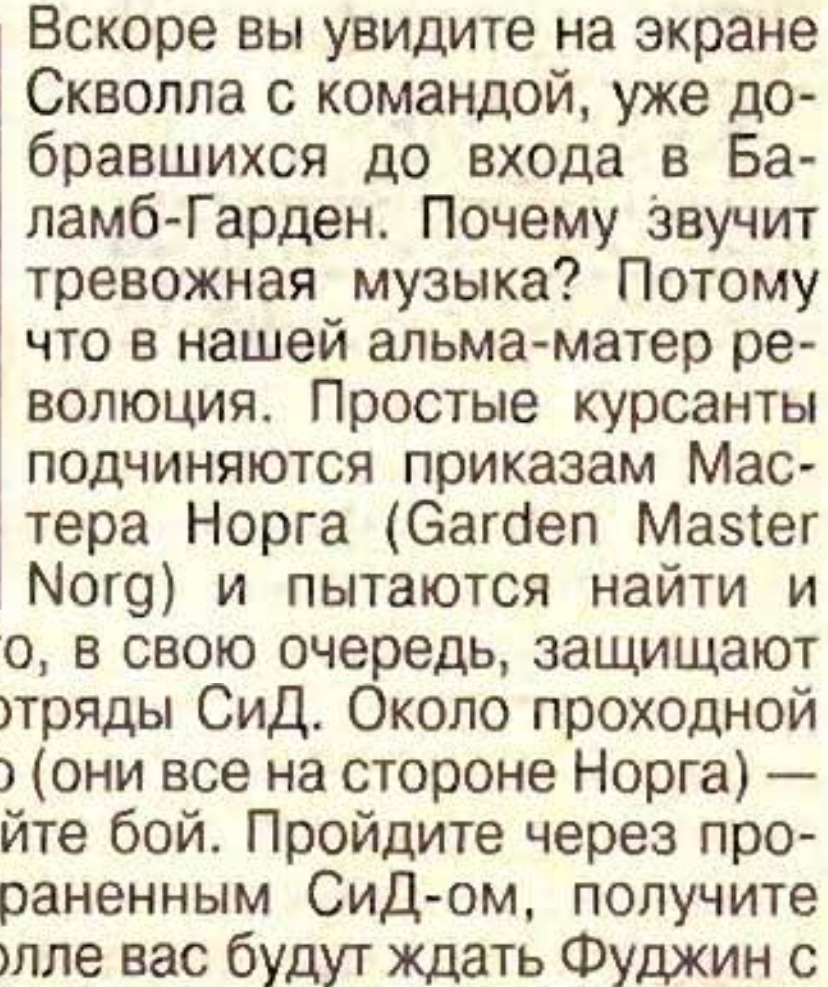 Вскоре вы увидите на экране
Скволла с командой, уже до-
бравшихся до входа в Ба-
ламб-Гарден. Почему звучит
тревожная музыка? Потому
что в нашей альма-матер ре-
волюция. Простые курсанты
подчиняются приказам Мас-
тера Норга (Garden Master
Norg) и пытаются найти и
в свою очередь, защищают
отряды СиД. Около проходной
(они все на стороне Норга) —
бой. Пройдите через про-
раненным СиД-ом, получите
вас будут ждать Фуджин с